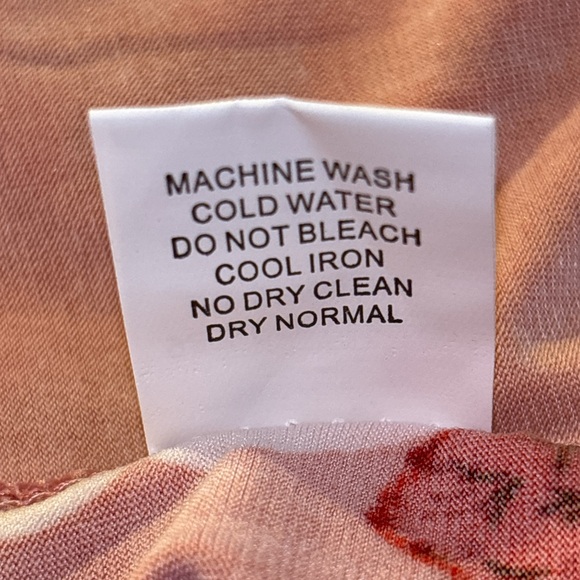 MACHINE WASH
COLD WATER
DO NOT BLEACH
COOL IRON
NO DRY CLEAN
DRY NORMAL